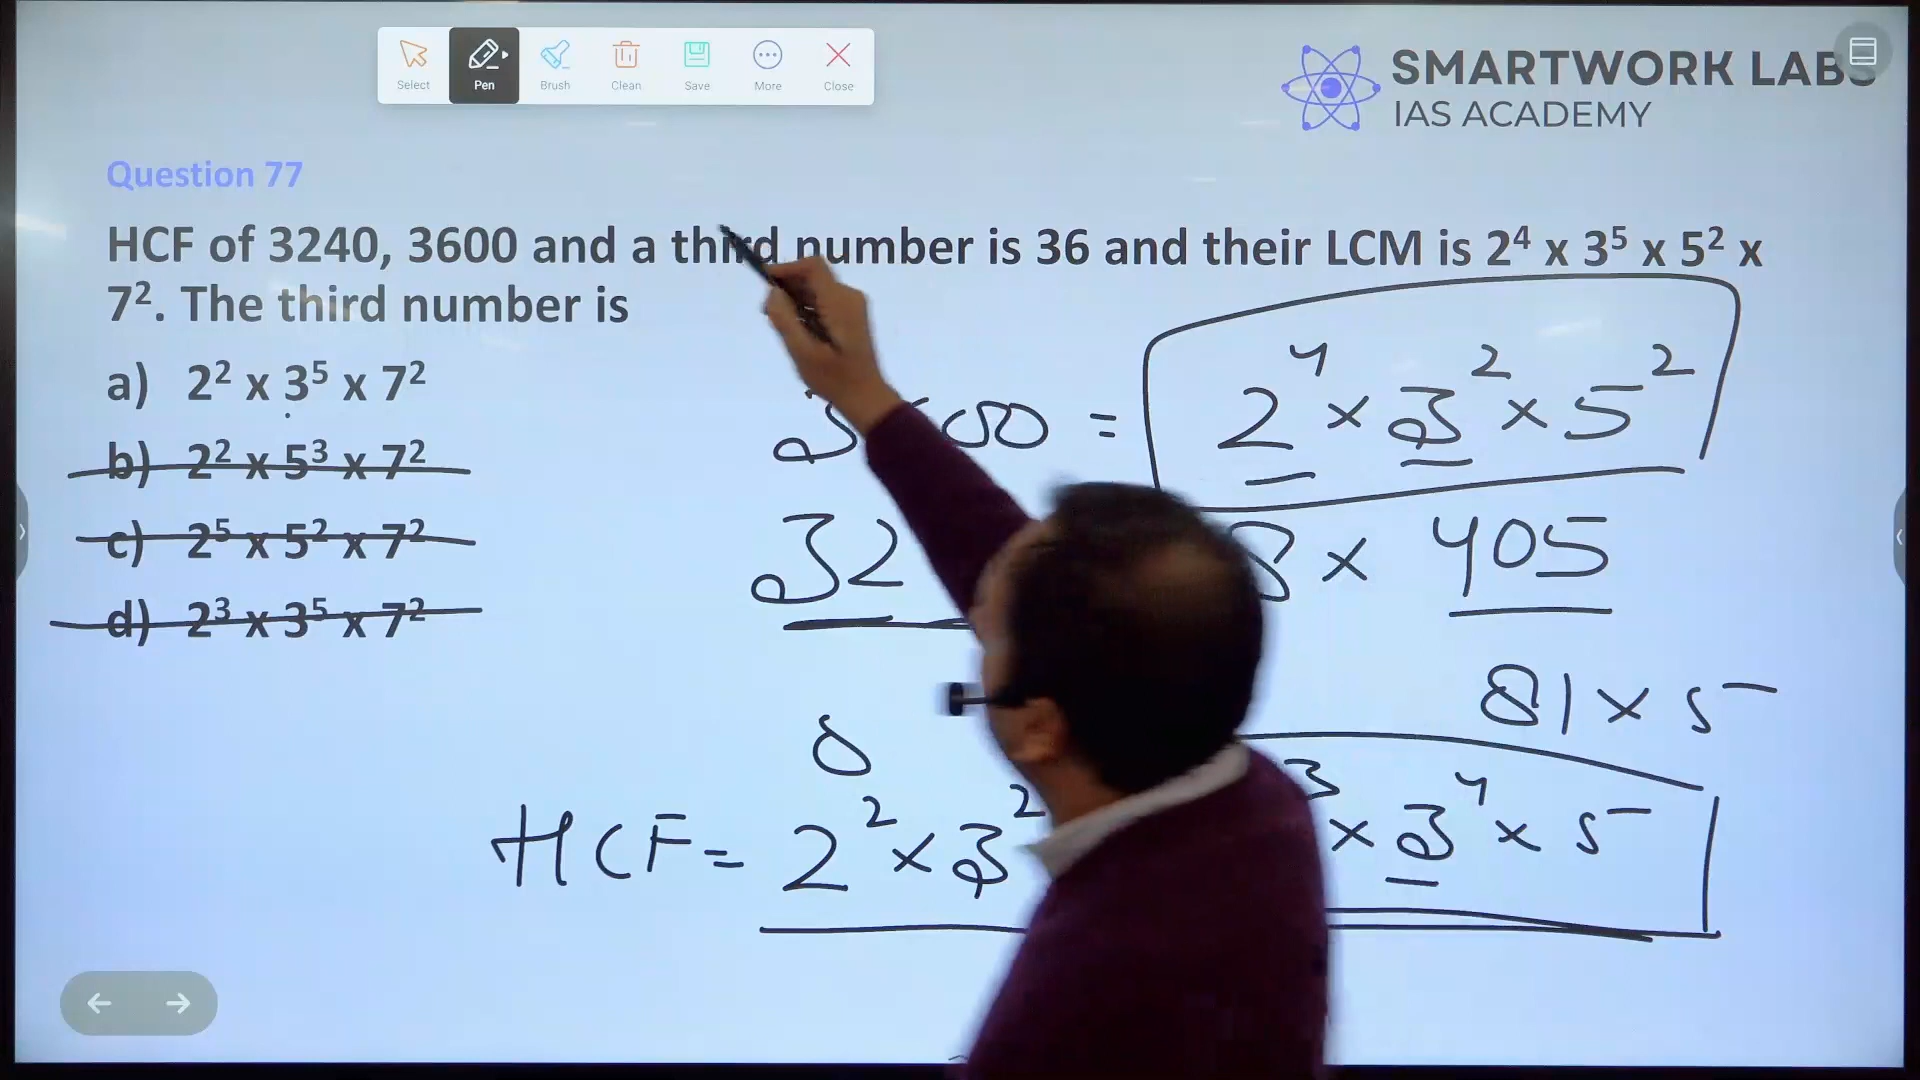 Select Pen Brush Clean Save More Close
SMARTWORK LABS
IAS ACADEMY
Question 77
HCF of 3240, 3600 and a third number is 36 and their LCM is 2⁴ x 3⁵ x 5² x
7². The third number is
a) 2² x 3⁵ x 7²
b) 2² x 5³ x 7²
c) 2⁵ x 5² x 7²
d) 2³ x 3⁵ x 7²
= 2⁴ × 3² × 5²
32 × 405
81 × 5
HCF = 2² × 3²
³ × 3⁴ × 5